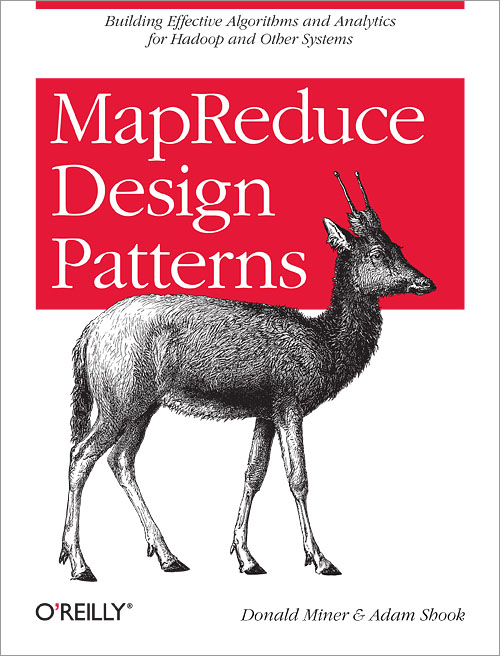 Building Effective Algorithms and Analytics
for Hadoop and Other Systems
MapReduce
Design
Patterns
O'REILLY®
Donald Miner & Adam Shook